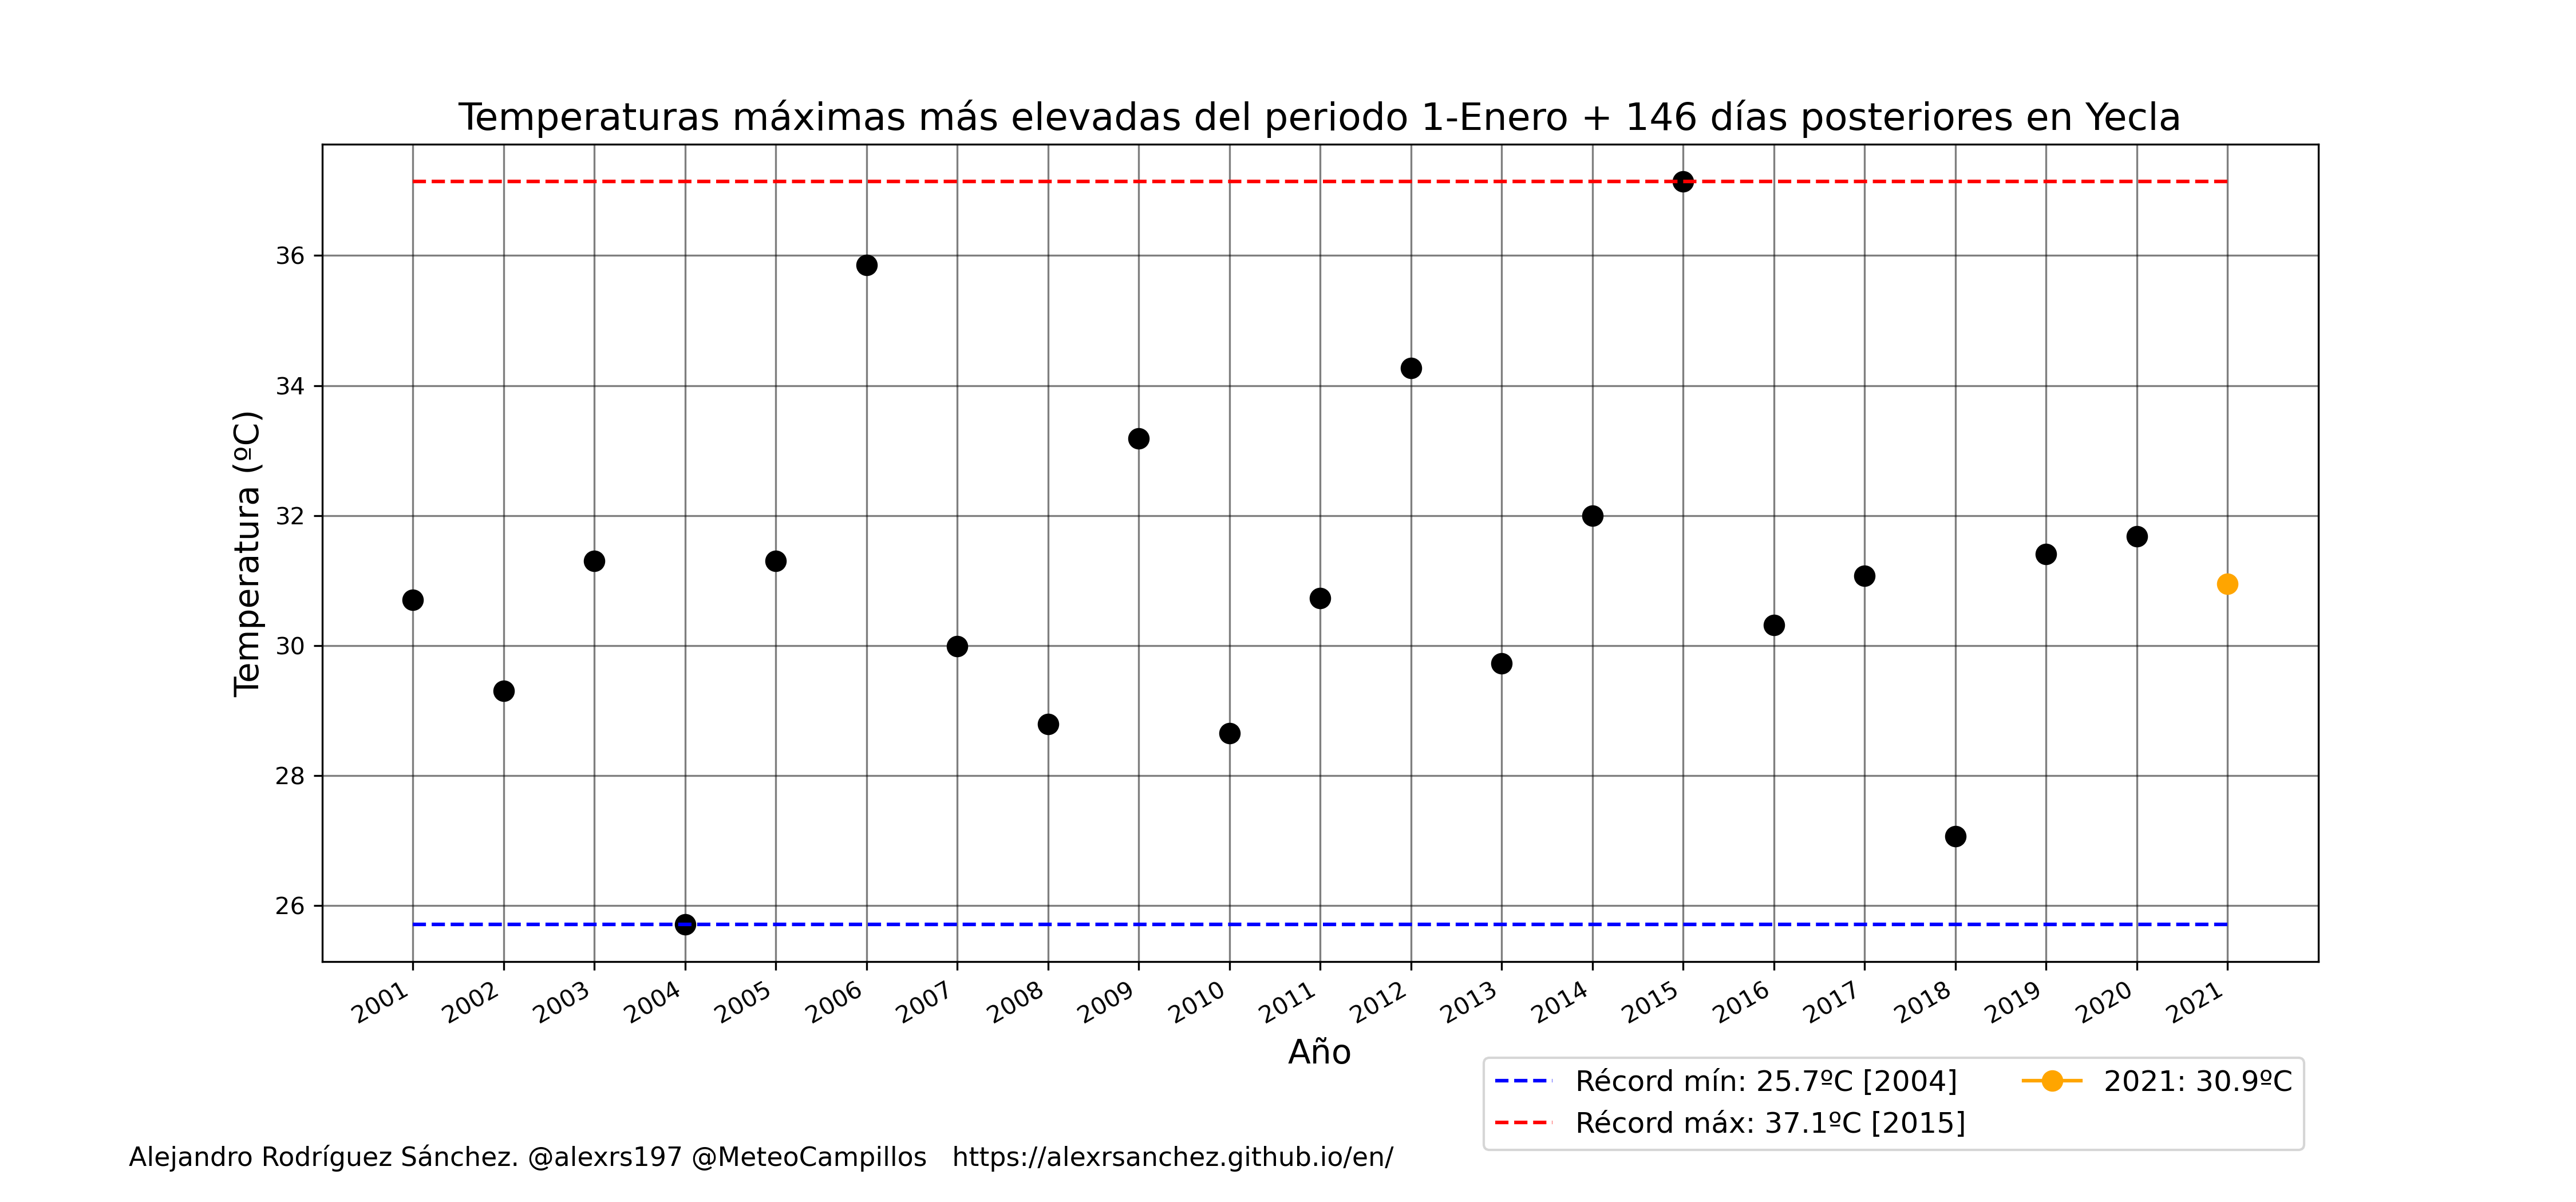 Temperaturas máximas más elevadas del periodo 1-Enero + 146 días posteriores en Yecla
Temperatura (ºC)
36
34
32
30
28
26
2001 2002 2003 2004 2005 2006 2007 2008 2009 2010 2011 2012 2013 2014 2015 2016 2017 2018 2019 2020 2021
Año
Récord mín: 25.7ºC [2004]
Récord máx: 37.1ºC [2015]
2021: 30.9ºC
Alejandro Rodríguez Sánchez. @alexrs197 @MeteoCampillos https://alexrsanchez.github.io/en/